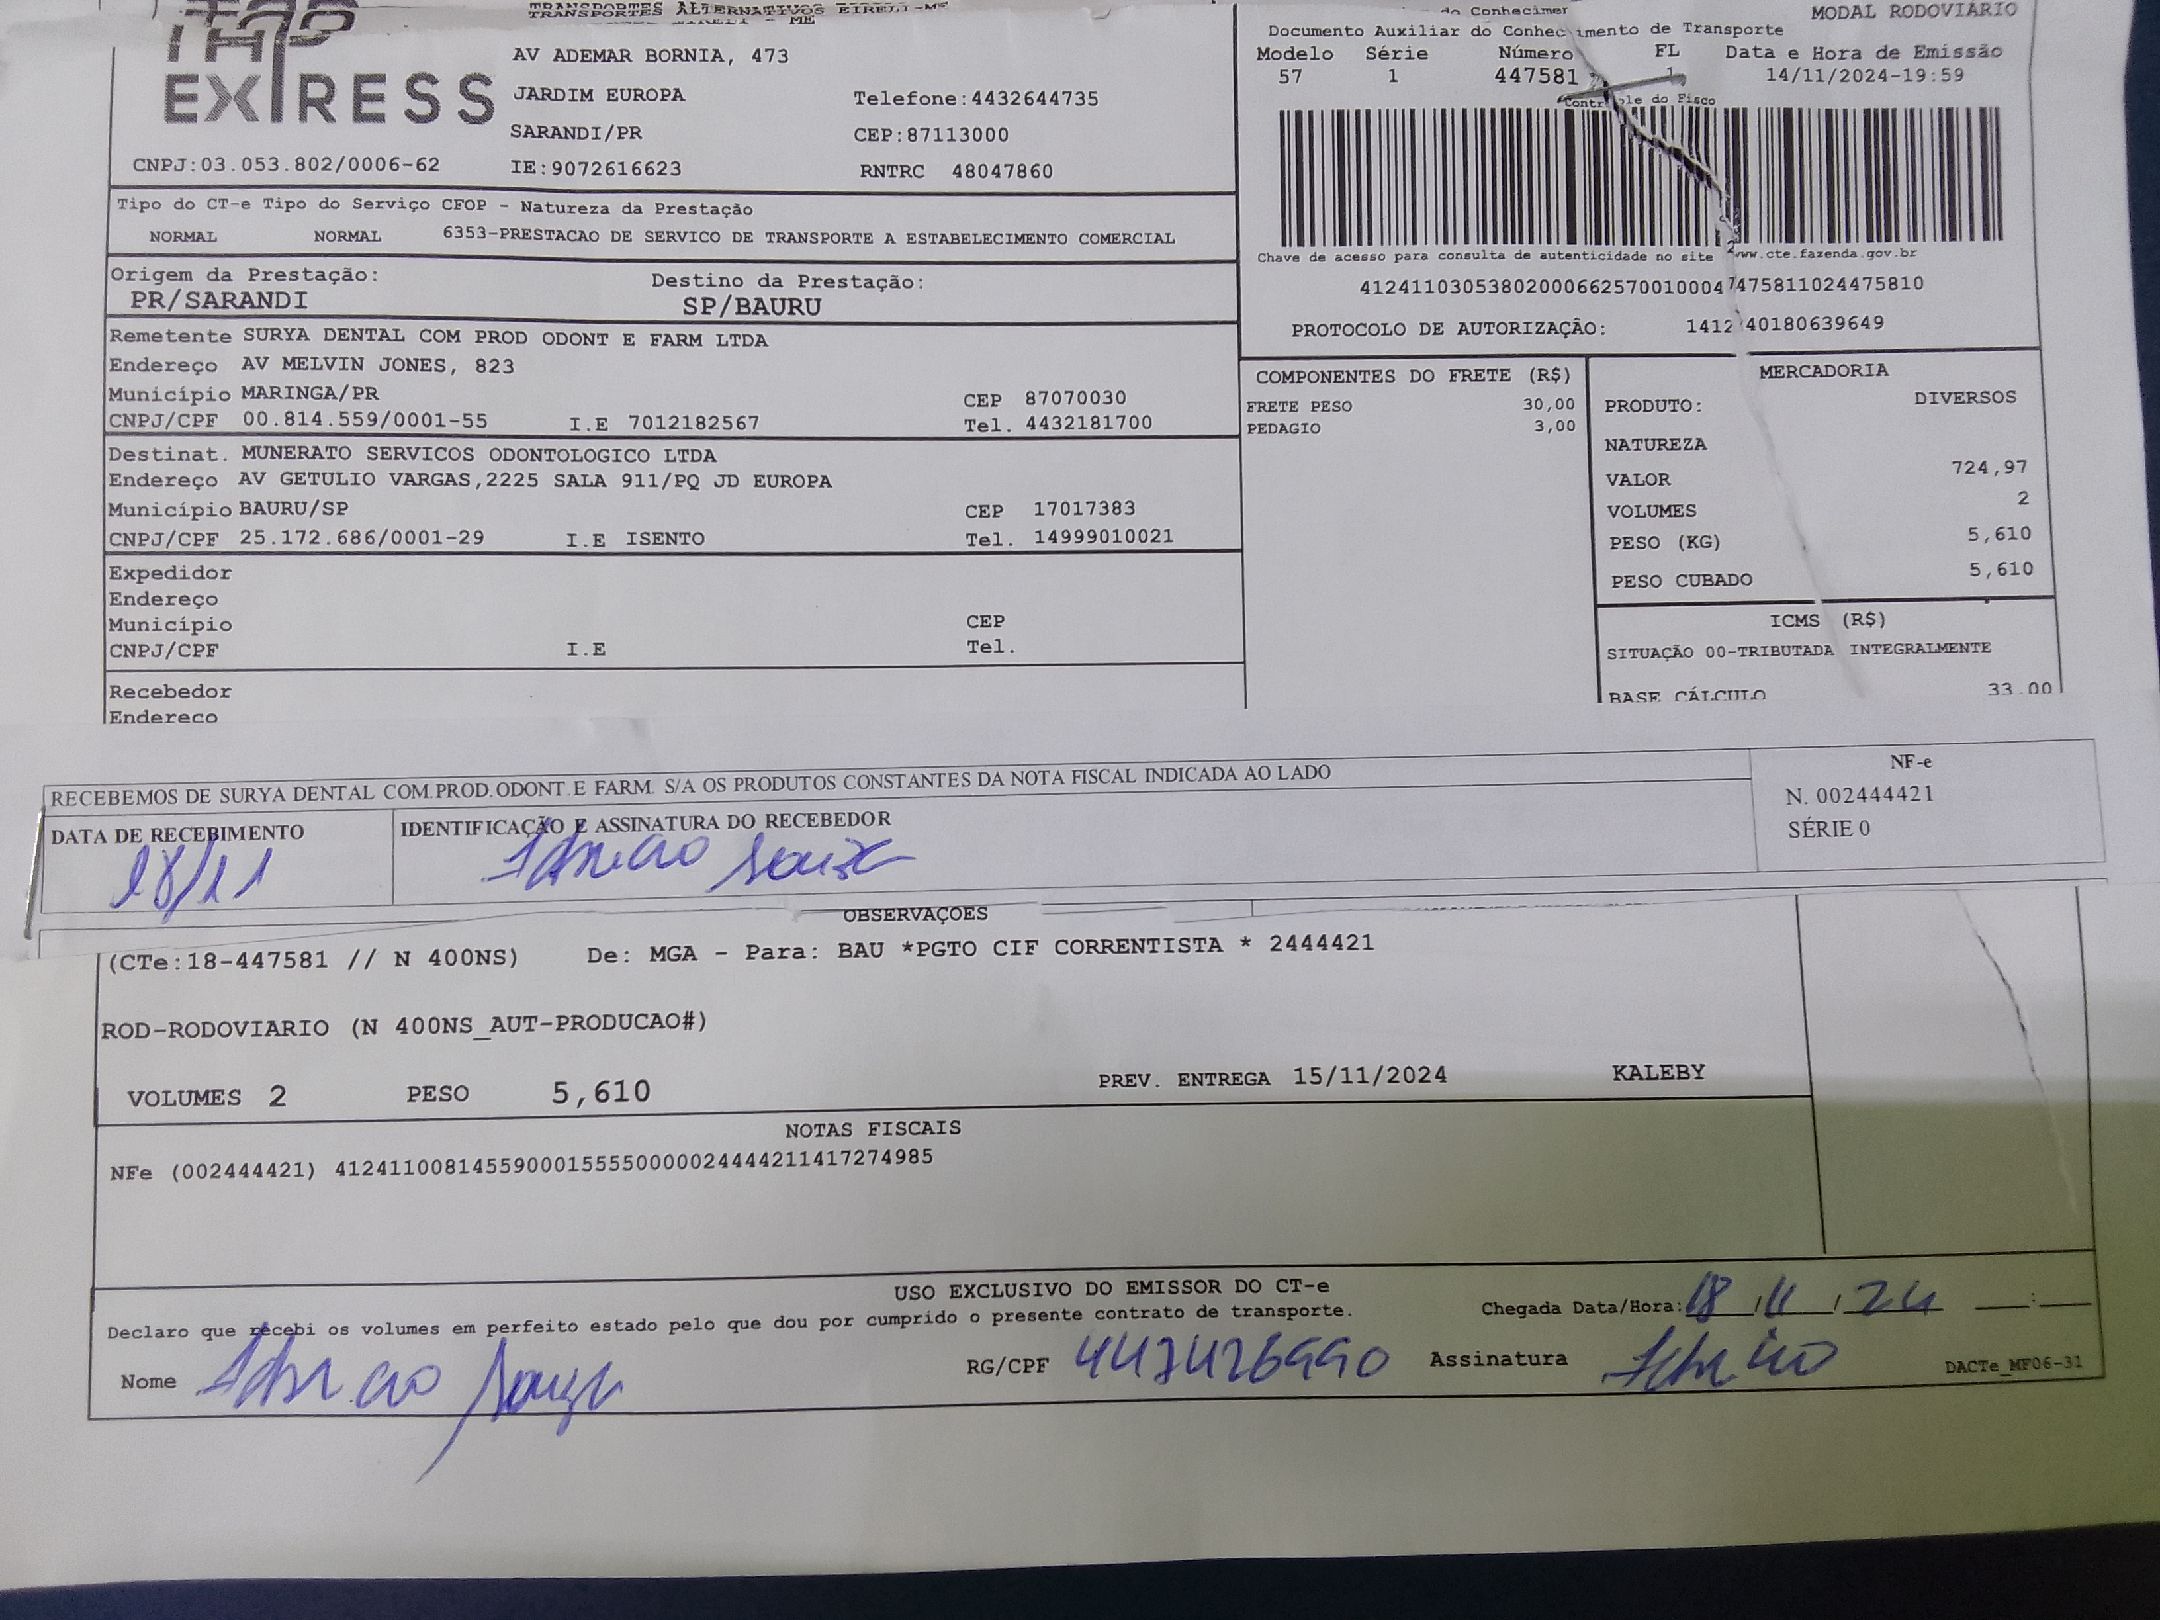 TRANSPORTES ALTERNATIVOS EIRELI-ME
EXPRESS
AV ADEMAR BORNIA, 473
JARDIM EUROPA Telefone:4432644735
SARANDI/PR CEP:87113000
CNPJ:03.053.802/0006-62 IE:9072616623 RNTRC 48047860
MODAL RODOVIÁRIO
Documento Auxiliar do Conhecimento de Transporte
Modelo Série Número FL Data e Hora de Emissão
57 1 447581 1 14/11/2024-19:59
Controle do Fisco
Chave de acesso para consulta de autenticidade no site www.cte.fazenda.gov.br
PROTOCOLO DE AUTORIZAÇÃO: 141240180639649
Tipo do CT-e Tipo do Serviço CFOP - Natureza da Prestação
NORMAL NORMAL 6353-PRESTACAO DE SERVICO DE TRANSPORTE A ESTABELECIMENTO COMERCIAL
Origem da Prestação: Destino da Prestação:
PR/SARANDI SP/BAURU
Remetente SURYA DENTAL COM PROD ODONT E FARM LTDA
Endereço AV MELVIN JONES, 823
Município MARINGA/PR CEP 87070030
CNPJ/CPF 00.814.559/0001-55 I.E 7012182567 Tel. 4432181700
Destinat. MUNERATO SERVICOS ODONTOLOGICO LTDA
Endereço AV GETULIO VARGAS,2225 SALA 911/PQ JD EUROPA
Município BAURU/SP CEP 17017383
CNPJ/CPF 25.172.686/0001-29 I.E ISENTO Tel. 14999010021
Expedidor
Endereço
Município CEP
CNPJ/CPF I.E Tel.
Recebedor
Endereço
COMPONENTES DO FRETE (R$)
FRETE PESO 30,00
PEDAGIO 3,00
MERCADORIA
PRODUTO: DIVERSOS
NATUREZA
VALOR 724,97
VOLUMES 2
PESO (KG) 5,610
PESO CUBADO 5,610
ICMS (R$)
SITUAÇÃO 00-TRIBUTADA INTEGRALMENTE
BASE CÁLCULO 33,00
RECEBEMOS DE SURYA DENTAL COM.PROD.ODONT.E FARM. S/A OS PRODUTOS CONSTANTES DA NOTA FISCAL INDICADA AO LADO
NF-e
N. 002444421
SÉRIE 0
DATA DE RECEBIMENTO IDENTIFICAÇÃO E ASSINATURA DO RECEBEDOR
18/11
OBSERVAÇOES
(CTe:18-447581 // N 400NS) De: MGA - Para: BAU *PGTO CIF CORRENTISTA * 2444421
ROD-RODOVIARIO (N 400NS_AUT-PRODUCAO#)
VOLUMES 2 PESO 5,610 PREV. ENTREGA 15/11/2024 KALEBY
NOTAS FISCAIS
NFe (002444421) 41241100814559000155550000024444211417274985
USO EXCLUSIVO DO EMISSOR DO CT-e
Declaro que recebi os volumes em perfeito estado pelo que dou por cumprido o presente contrato de transporte. Chegada Data/Hora: 18/11/24 __:__
Nome RG/CPF Assinatura DACTe_MF06-31